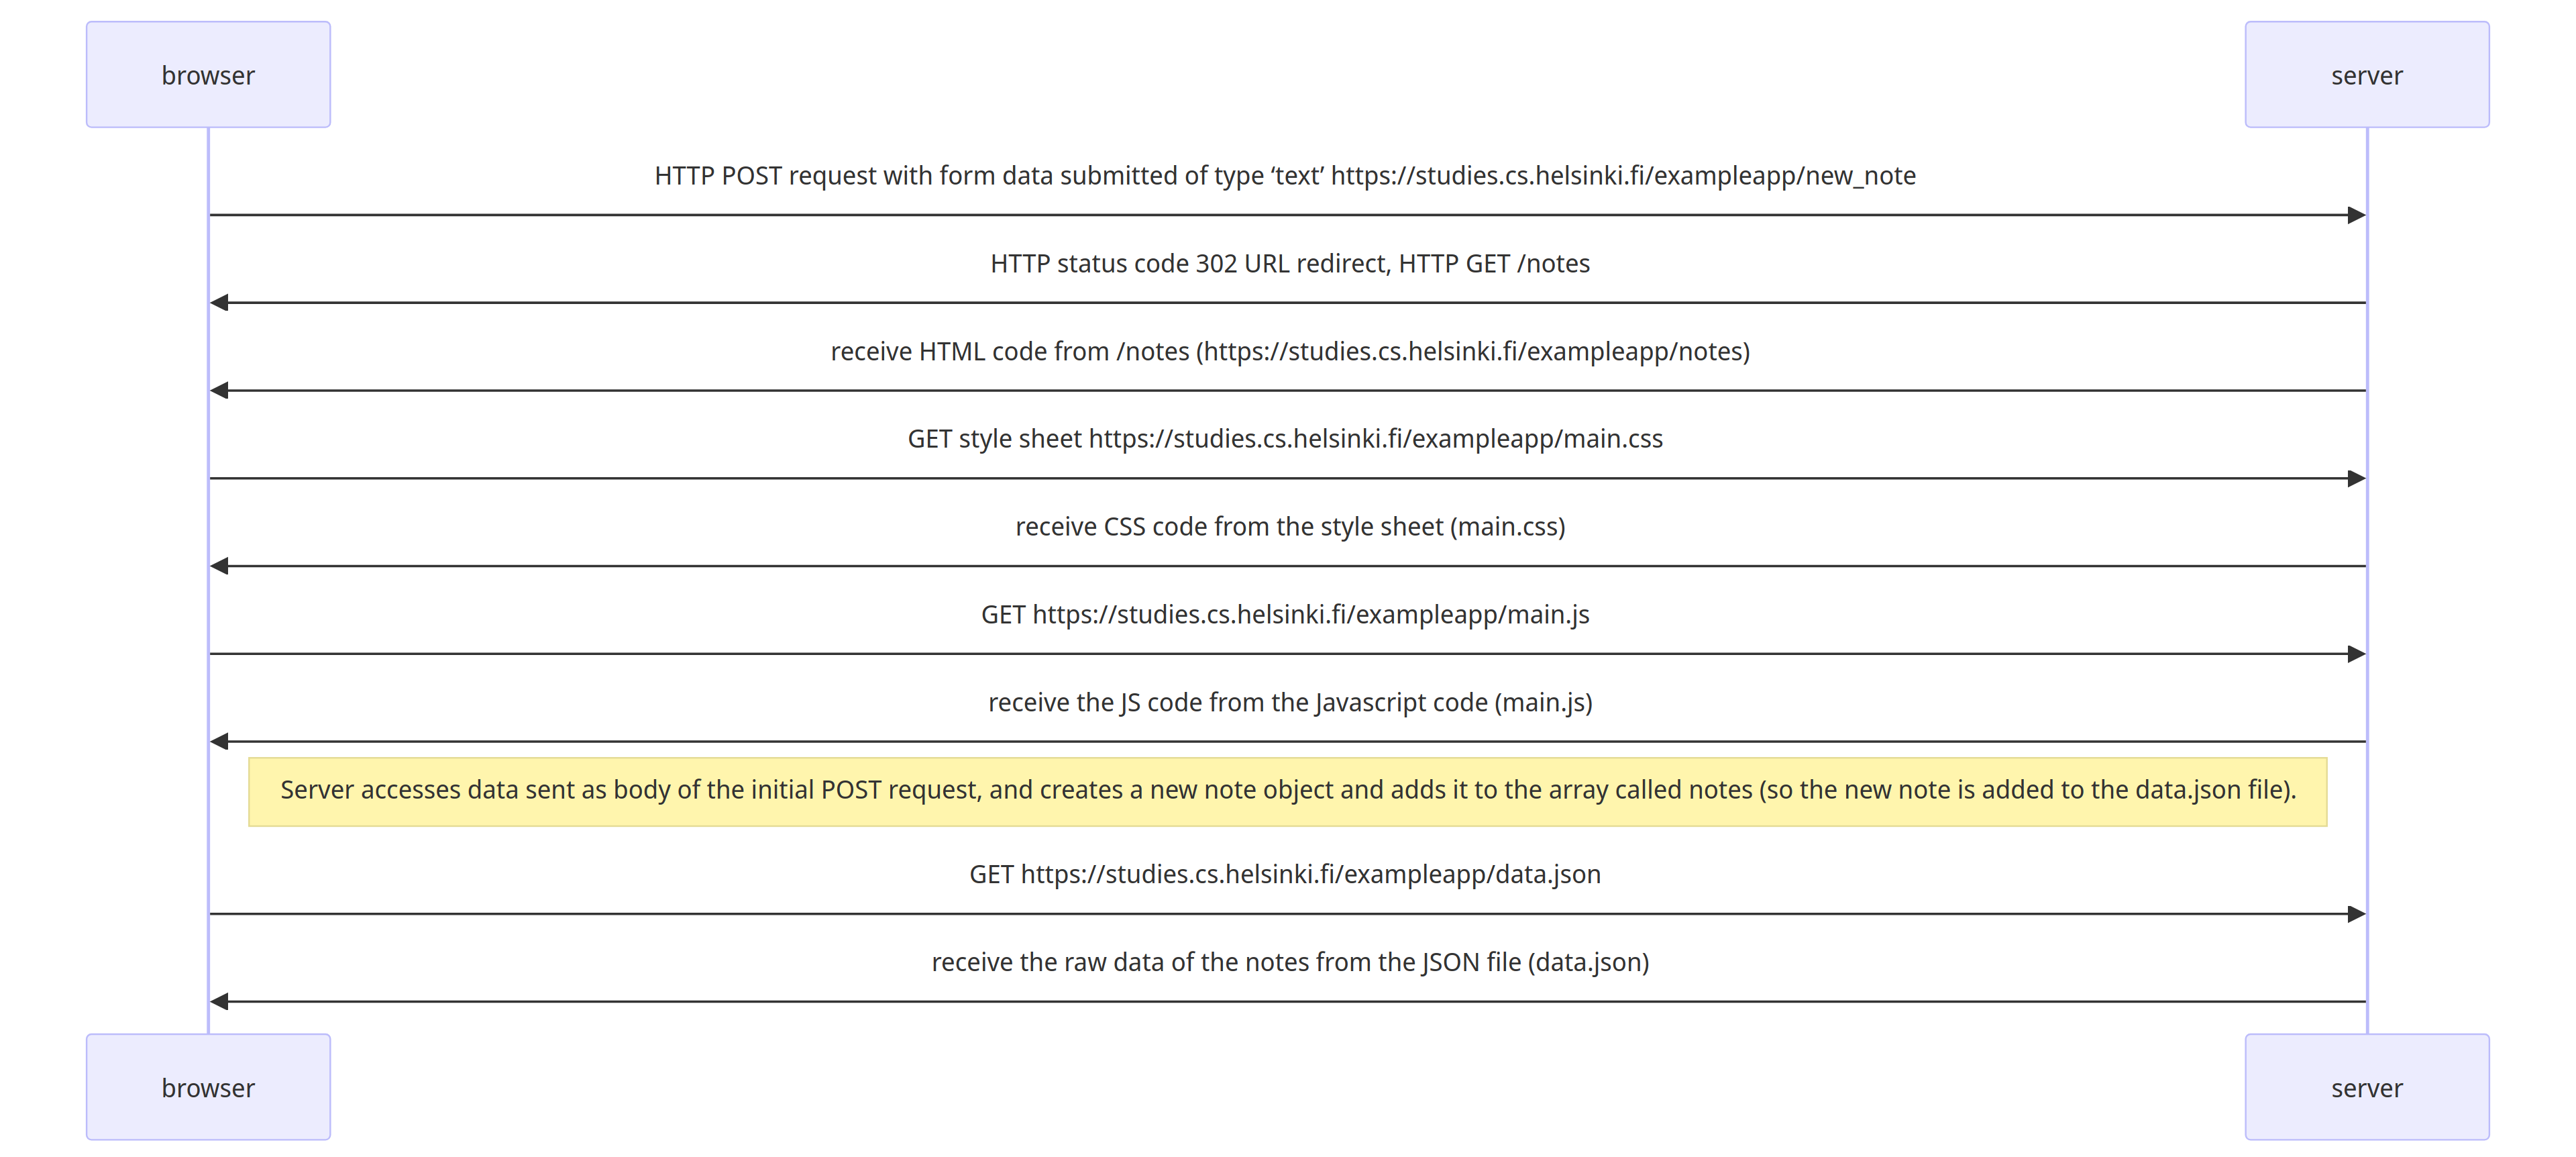 browser
server
HTTP POST request with form data submitted of type ‘text’ https://studies.cs.helsinki.fi/exampleapp/new_note
HTTP status code 302 URL redirect, HTTP GET /notes
receive HTML code from /notes (https://studies.cs.helsinki.fi/exampleapp/notes)
GET style sheet https://studies.cs.helsinki.fi/exampleapp/main.css
receive CSS code from the style sheet (main.css)
GET https://studies.cs.helsinki.fi/exampleapp/main.js
receive the JS code from the Javascript code (main.js)
Server accesses data sent as body of the initial POST request, and creates a new note object and adds it to the array called notes (so the new note is added to the data.json file).
GET https://studies.cs.helsinki.fi/exampleapp/data.json
receive the raw data of the notes from the JSON file (data.json)
browser
server